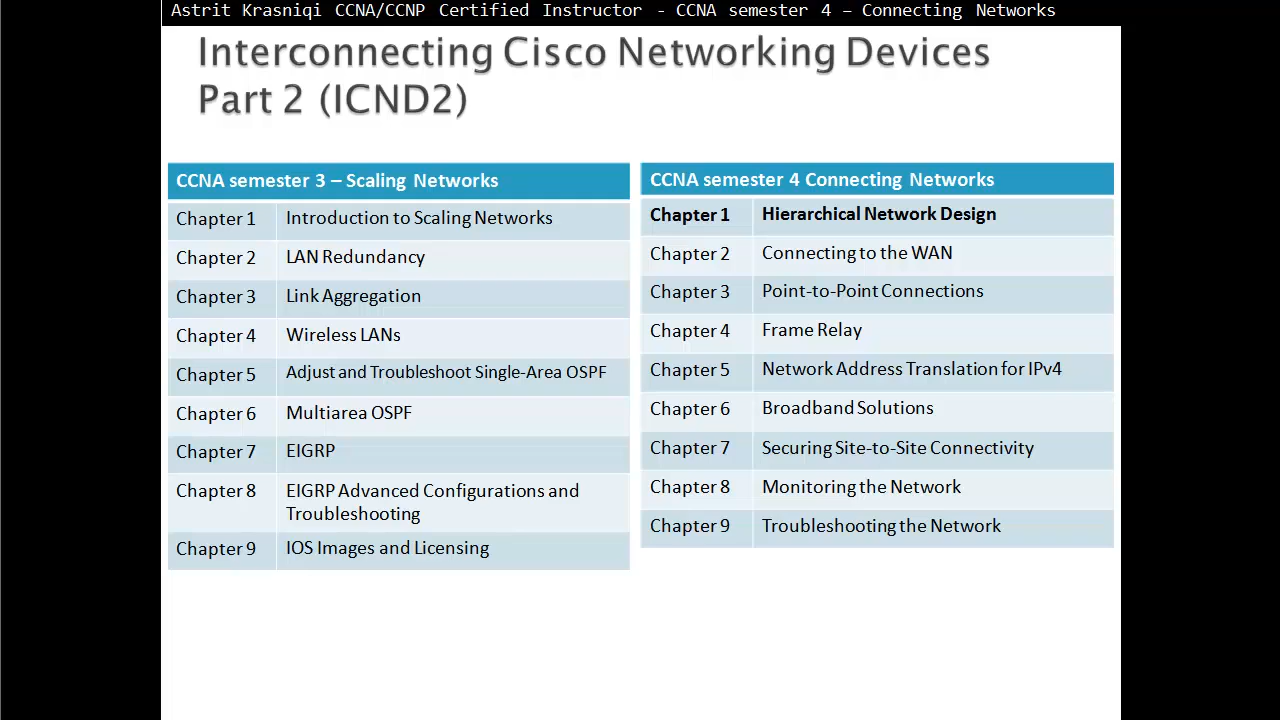 Astrit Krasniqi CCNA/CCNP Certified Instructor - CCNA semester 4 – Connecting Networks
Interconnecting Cisco Networking Devices
Part 2 (ICND2)
CCNA semester 3 – Scaling Networks
Chapter 1 Introduction to Scaling Networks
Chapter 2 LAN Redundancy
Chapter 3 Link Aggregation
Chapter 4 Wireless LANs
Chapter 5 Adjust and Troubleshoot Single-Area OSPF
Chapter 6 Multiarea OSPF
Chapter 7 EIGRP
Chapter 8 EIGRP Advanced Configurations and
Troubleshooting
Chapter 9 IOS Images and Licensing
CCNA semester 4 Connecting Networks
Chapter 1 Hierarchical Network Design
Chapter 2 Connecting to the WAN
Chapter 3 Point-to-Point Connections
Chapter 4 Frame Relay
Chapter 5 Network Address Translation for IPv4
Chapter 6 Broadband Solutions
Chapter 7 Securing Site-to-Site Connectivity
Chapter 8 Monitoring the Network
Chapter 9 Troubleshooting the Network